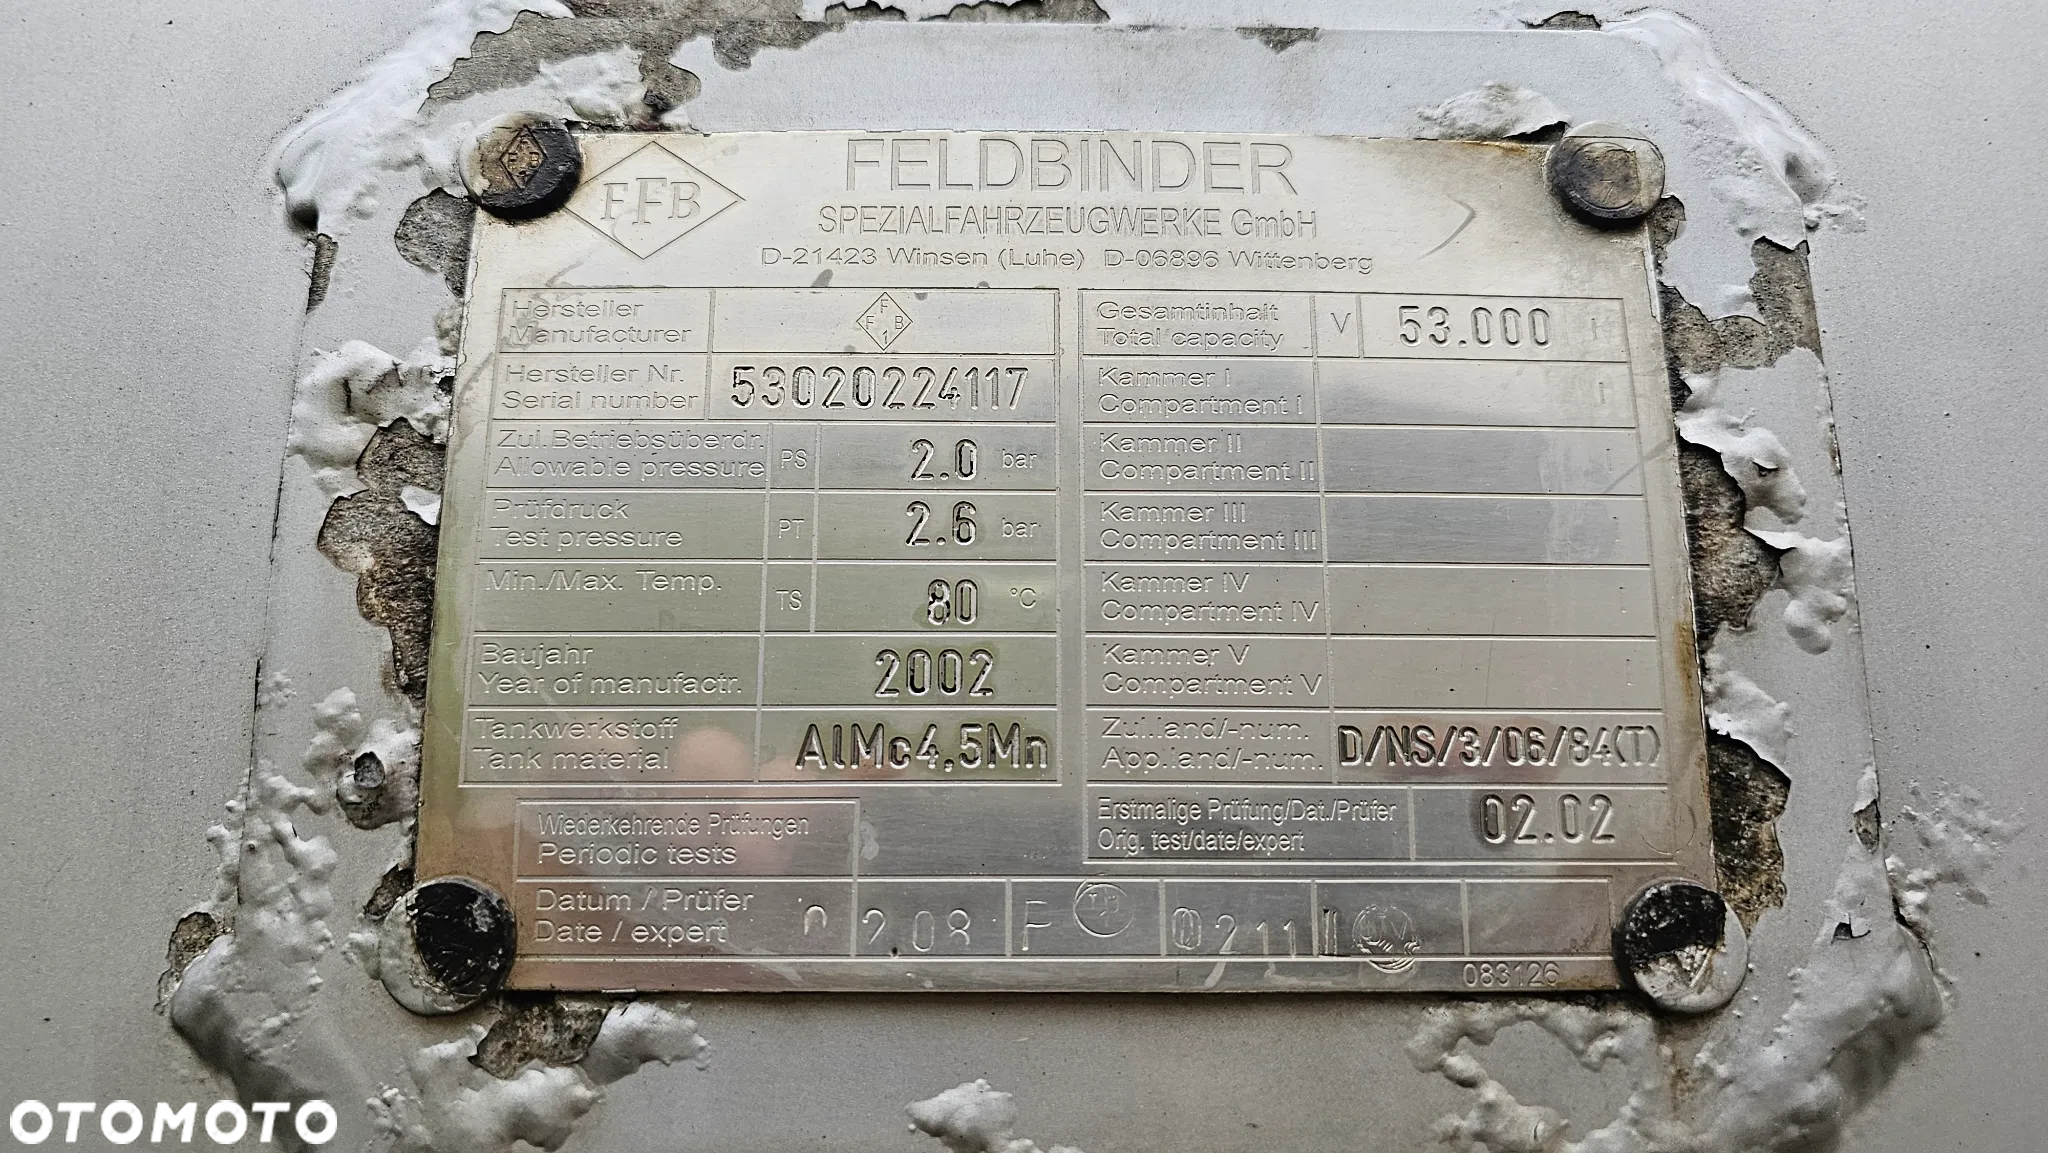 FFB
FELDBINDER
SPEZIALFAHRZEUGWERKE GmbH
D-21423 Winsen (Luhe) D-06896 Wittenberg
Hersteller
Manufacturer
F
F B
1
Hersteller Nr.
Serial number
53020224117
Zul.Betriebsüberdr.
Allowable pressure
PS
2.0 bar
Prüfdruck
Test pressure
PT
2.6 bar
Min./Max. Temp.
TS
80 °C
Baujahr
Year of manufactr.
2002
Tankwerkstoff
Tank material
AlMc4,5Mn
Gesamtinhalt
Total capacity
V
53.000 l
Kammer I
Compartment I
l
Kammer II
Compartment II
l
Kammer III
Compartment III
l
Kammer IV
Compartment IV
l
Kammer V
Compartment V
Zul.land/-num.
App.land/-num.
D/NS/3/06/84(T)
Erstmalige Prüfung/Dat./Prüfer
Orig. test/date/expert
02.02
Wiederkehrende Prüfungen
Periodic tests
Datum / Prüfer
Date / expert
02.08
0211
083126
OTOMOTO